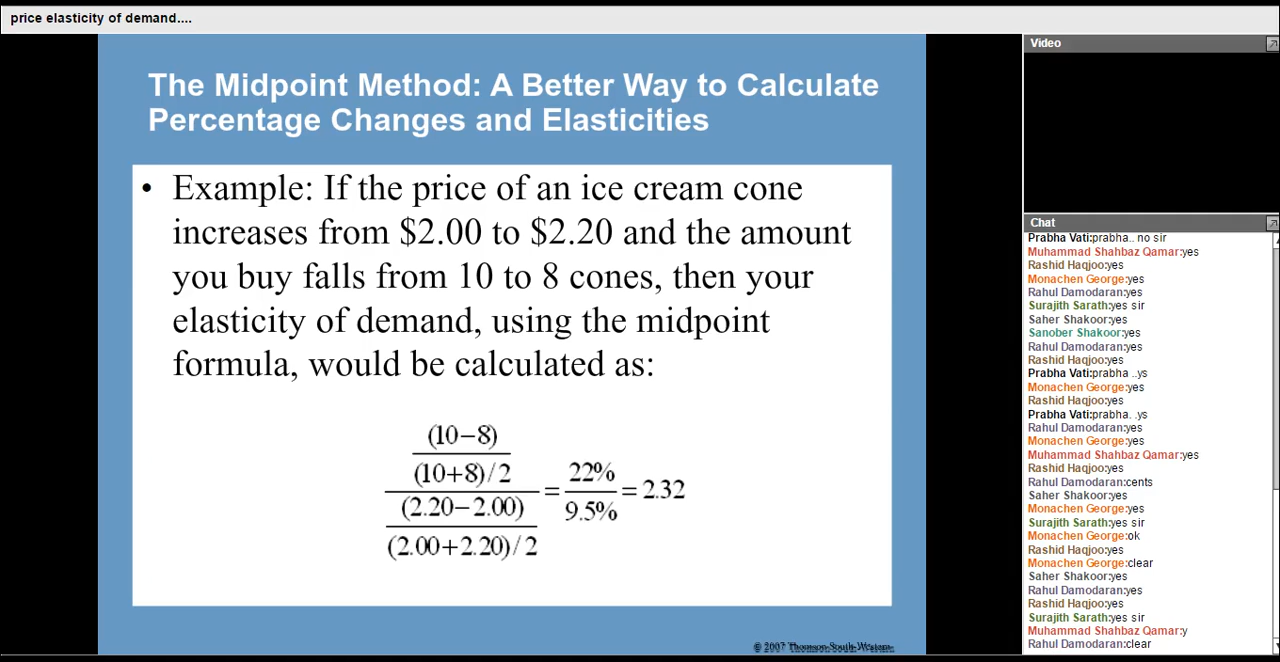 price elasticity of demand....
The Midpoint Method: A Better Way to Calculate
Percentage Changes and Elasticities
• Example: If the price of an ice cream cone
increases from $2.00 to $2.20 and the amount
you buy falls from 10 to 8 cones, then your
elasticity of demand, using the midpoint
formula, would be calculated as:
(10−8)
(10+8)/2
(2.20−2.00)
(2.00+2.20)/2
= 22%
9.5%
= 2.32
© 2007 Thomson South-Western
Video
Chat
Prabha Vati:prabha.. no sir
Muhammad Shahbaz Qamar:yes
Rashid Haqjoo:yes
Monachen George:yes
Rahul Damodaran:yes
Surajith Sarath:yes sir
Saher Shakoor:yes
Sanober Shakoor:yes
Rahul Damodaran:yes
Rashid Haqjoo:yes
Prabha Vati:prabha ..ys
Monachen George:yes
Rashid Haqjoo:yes
Prabha Vati:prabha. .ys
Rahul Damodaran:yes
Monachen George:yes
Muhammad Shahbaz Qamar:yes
Rashid Haqjoo:yes
Rahul Damodaran:cents
Saher Shakoor:yes
Monachen George:yes
Surajith Sarath:yes sir
Monachen George:ok
Rashid Haqjoo:yes
Monachen George:clear
Saher Shakoor:yes
Rahul Damodaran:yes
Rashid Haqjoo:yes
Surajith Sarath:yes sir
Muhammad Shahbaz Qamar:y
Rahul Damodaran:clear